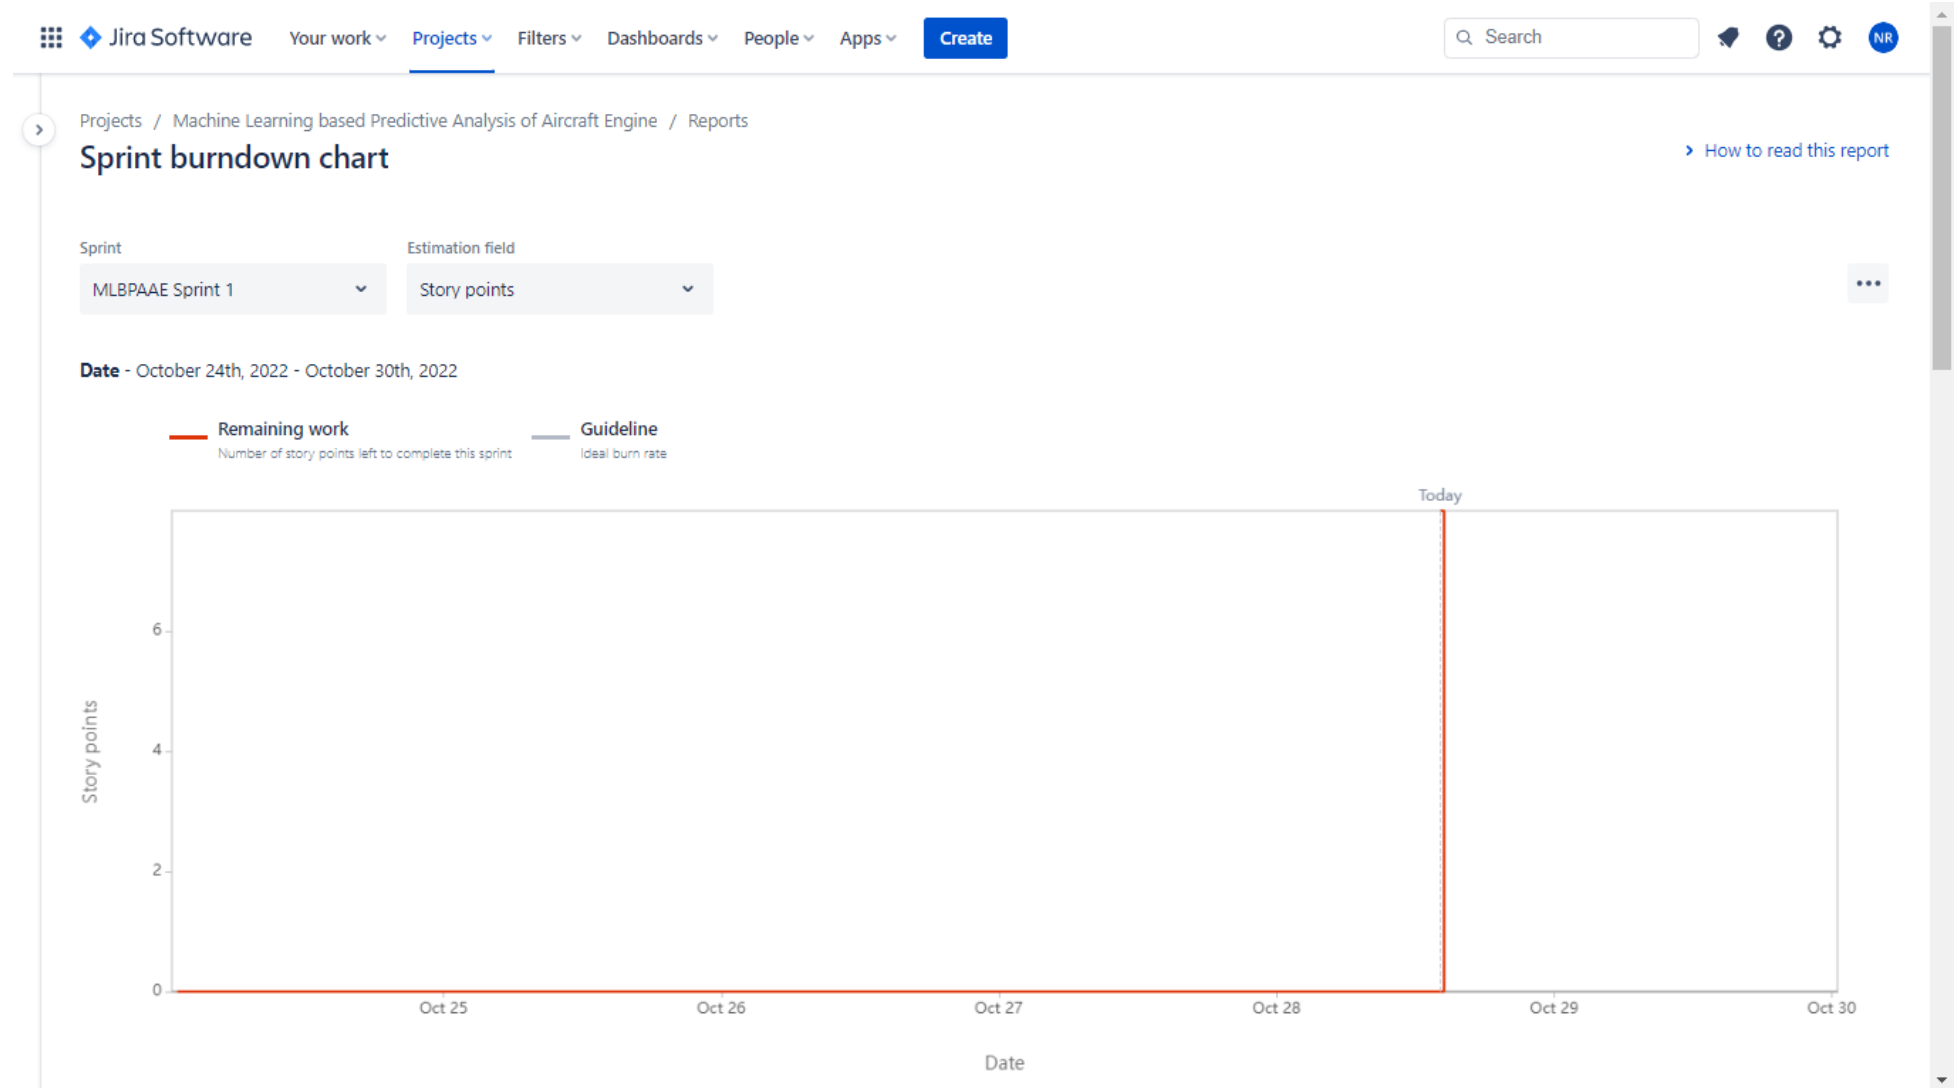 Jira Software Your work Projects Filters Dashboards People Apps Create Search ? NR
Projects / Machine Learning based Predictive Analysis of Aircraft Engine / Reports
Sprint burndown chart
How to read this report
Sprint Estimation field
MLBPAAE Sprint 1 Story points
Date - October 24th, 2022 - October 30th, 2022
Remaining work Guideline
Number of story points left to complete this sprint Ideal burn rate
Today
6
4
2
0
Story points
Oct 25 Oct 26 Oct 27 Oct 28 Oct 29 Oct 30
Date